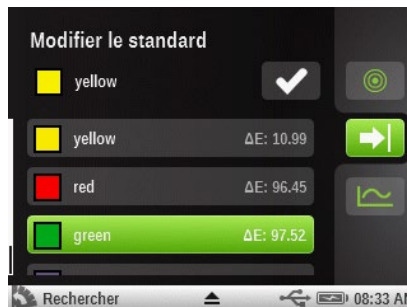 Modifier le standard
yellow
yellow ΔE: 10.99
red ΔE: 96.45
green ΔE: 97.52
Rechercher 08:33 AM